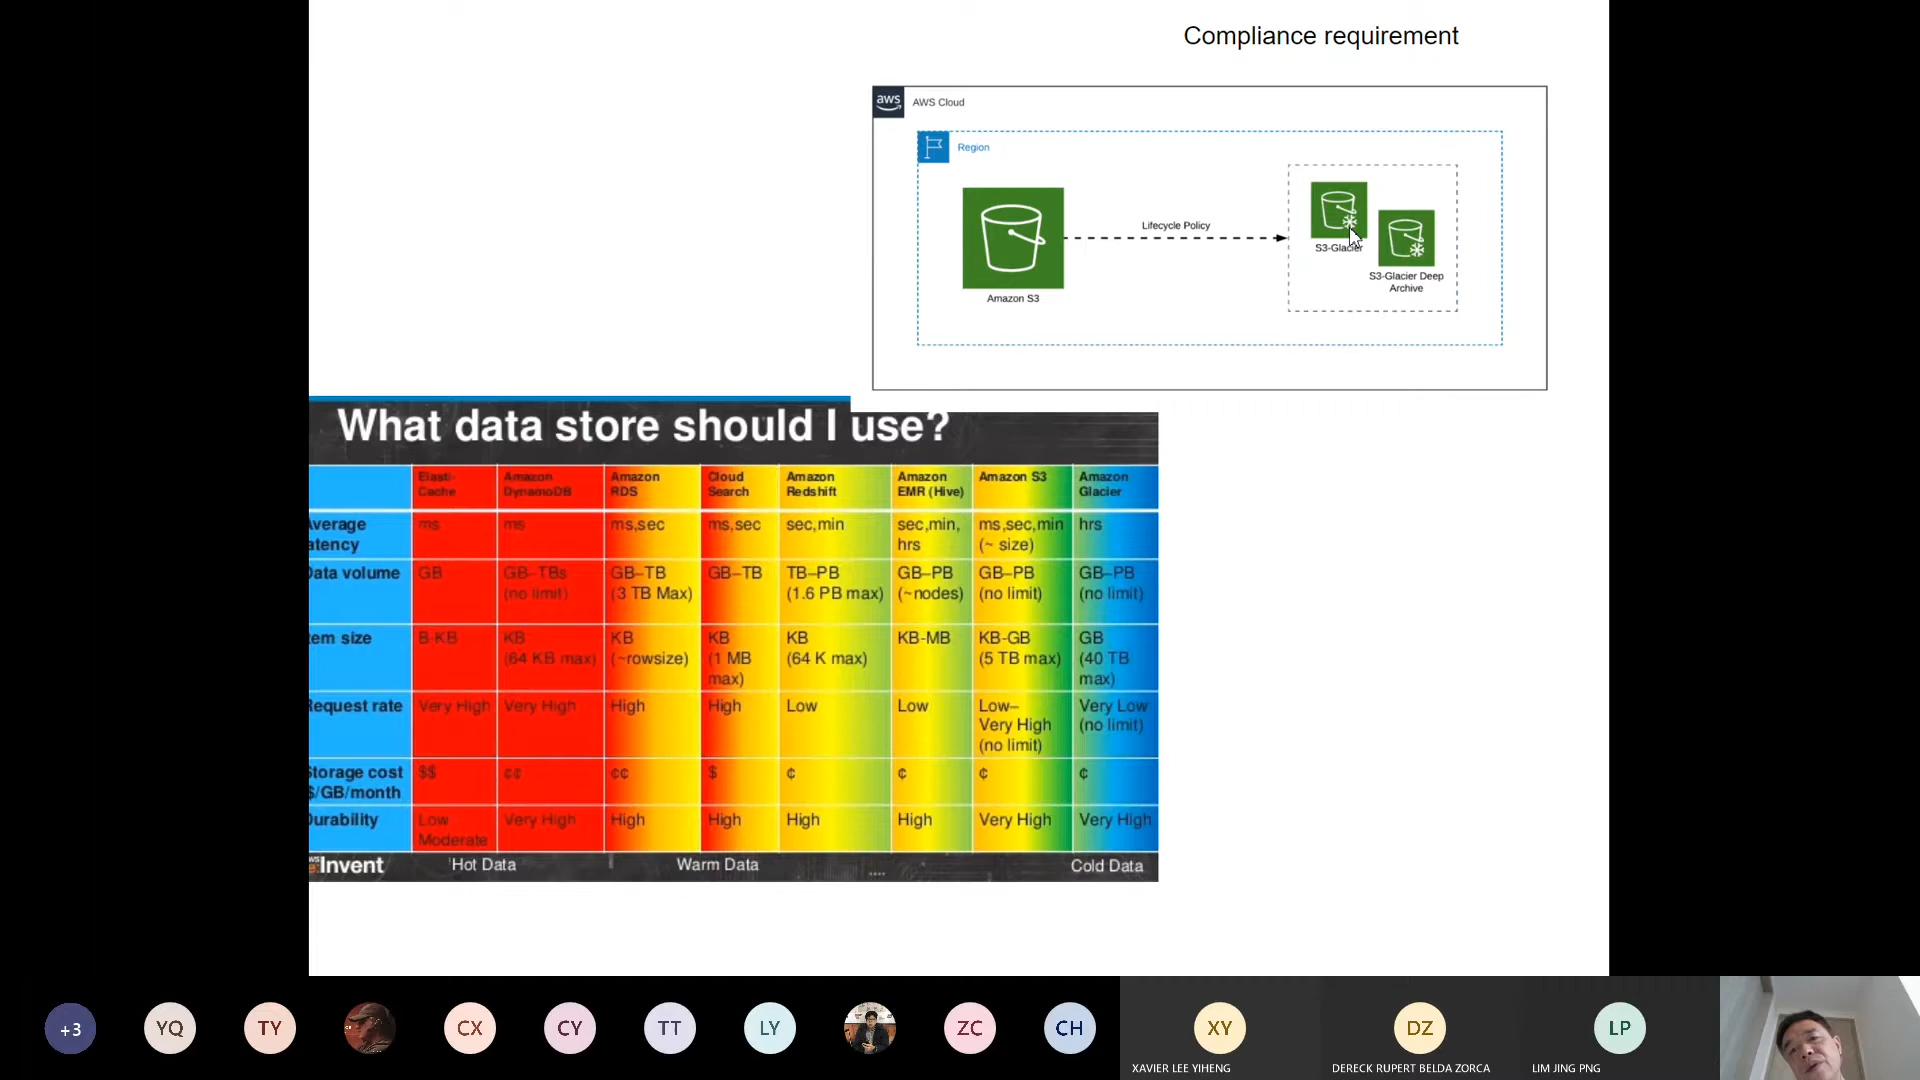 Compliance requirement
aws
AWS Cloud
Region
Lifecycle Policy
Amazon S3
S3-Glacier
S3-Glacier Deep
Archive
What data store should I use?
Elasti-
Cache
Amazon
DynamoDB
Amazon
RDS
Cloud
Search
Amazon
Redshift
Amazon
EMR (Hive)
Amazon S3
Amazon
Glacier
Average
latency
ms
ms
ms,sec
ms,sec
sec,min
sec,min,
hrs
ms,sec,min
(~ size)
hrs
Data volume
GB
GB–TBs
(no limit)
GB–TB
(3 TB Max)
GB–TB
TB–PB
(1.6 PB max)
GB–PB
(~nodes)
GB–PB
(no limit)
GB–PB
(no limit)
Item size
B-KB
KB
(64 KB max)
KB
(~rowsize)
KB
(1 MB
max)
KB
(64 K max)
KB-MB
KB-GB
(5 TB max)
GB
(40 TB
max)
Request rate
Very High
Very High
High
High
Low
Low
Low–
Very High
(no limit)
Very Low
(no limit)
Storage cost
$/GB/month
$$
¢¢
¢¢
$
¢
¢
¢
¢
Durability
Low
Moderate
Very High
High
High
High
High
Very High
Very High
re:Invent
Hot Data
Warm Data
Cold Data
+3
YQ
TY
CX
CY
TT
LY
ZC
CH
XY
XAVIER LEE YIHENG
DZ
DERECK RUPERT BELDA ZORCA
LP
LIM JING PNG